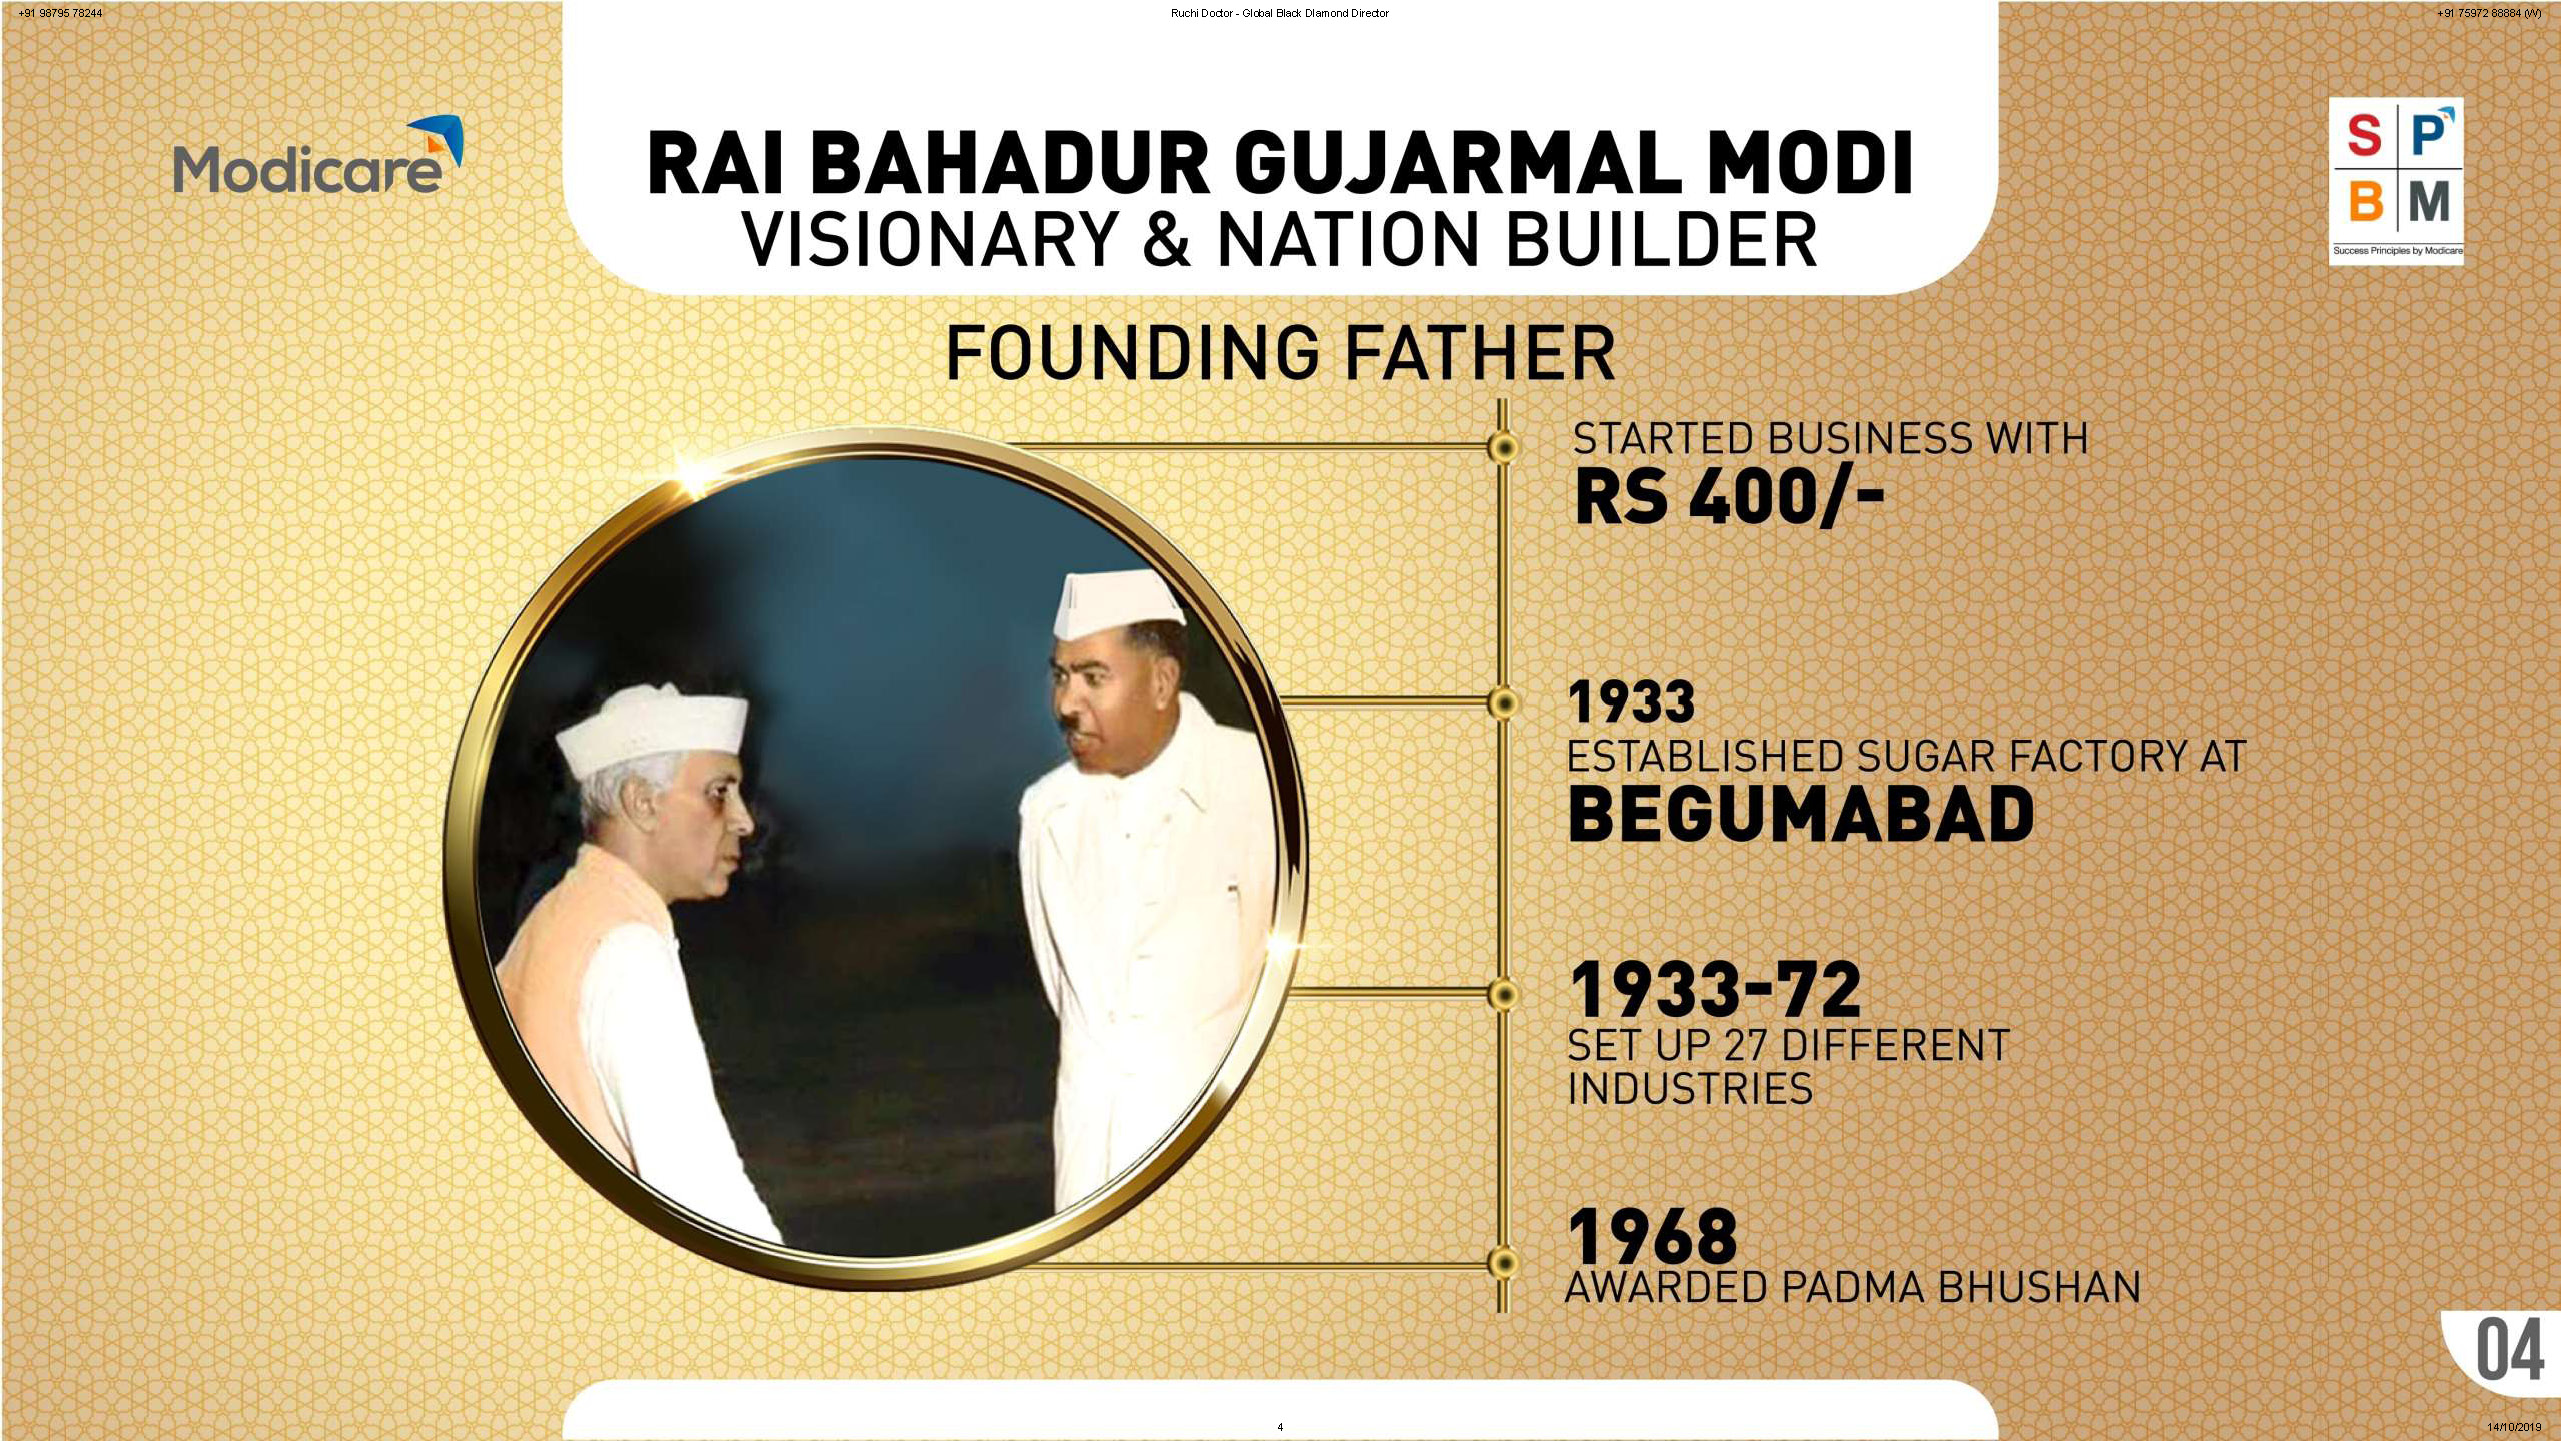 +91 98795 78244
Ruchi Doctor - Global Black Diamond Director
+91 75972 88884 (W)
Modicare
RAI BAHADUR GUJARMAL MODI
VISIONARY & NATION BUILDER
S P
B M
Success Principles by Modicare
FOUNDING FATHER
STARTED BUSINESS WITH
RS 400/-
1933
ESTABLISHED SUGAR FACTORY AT
BEGUMABAD
1933-72
SET UP 27 DIFFERENT
INDUSTRIES
1968
AWARDED PADMA BHUSHAN
04
4
14/10/2019